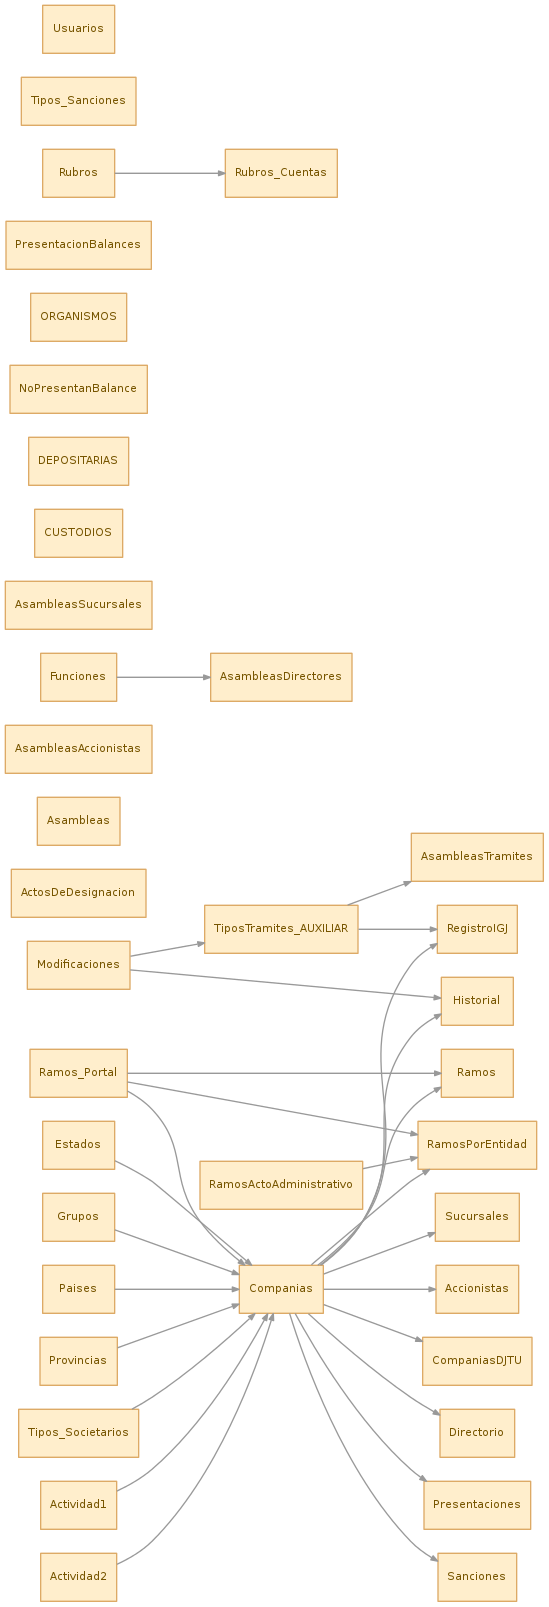 Usuarios
Tipos_Sanciones
Rubros
Rubros_Cuentas
PresentacionBalances
ORGANISMOS
NoPresentanBalance
DEPOSITARIAS
CUSTODIOS
AsambleasSucursales
Funciones
AsambleasDirectores
AsambleasAccionistas
Asambleas
AsambleasTramites
ActosDeDesignacion
TiposTramites_AUXILIAR
RegistroIGJ
Modificaciones
Historial
Ramos_Portal
Ramos
Estados
RamosPorEntidad
RamosActoAdministrativo
Grupos
Sucursales
Paises
Companias
Accionistas
Provincias
CompaniasDJTU
Tipos_Societarios
Directorio
Actividad1
Presentaciones
Actividad2
Sanciones